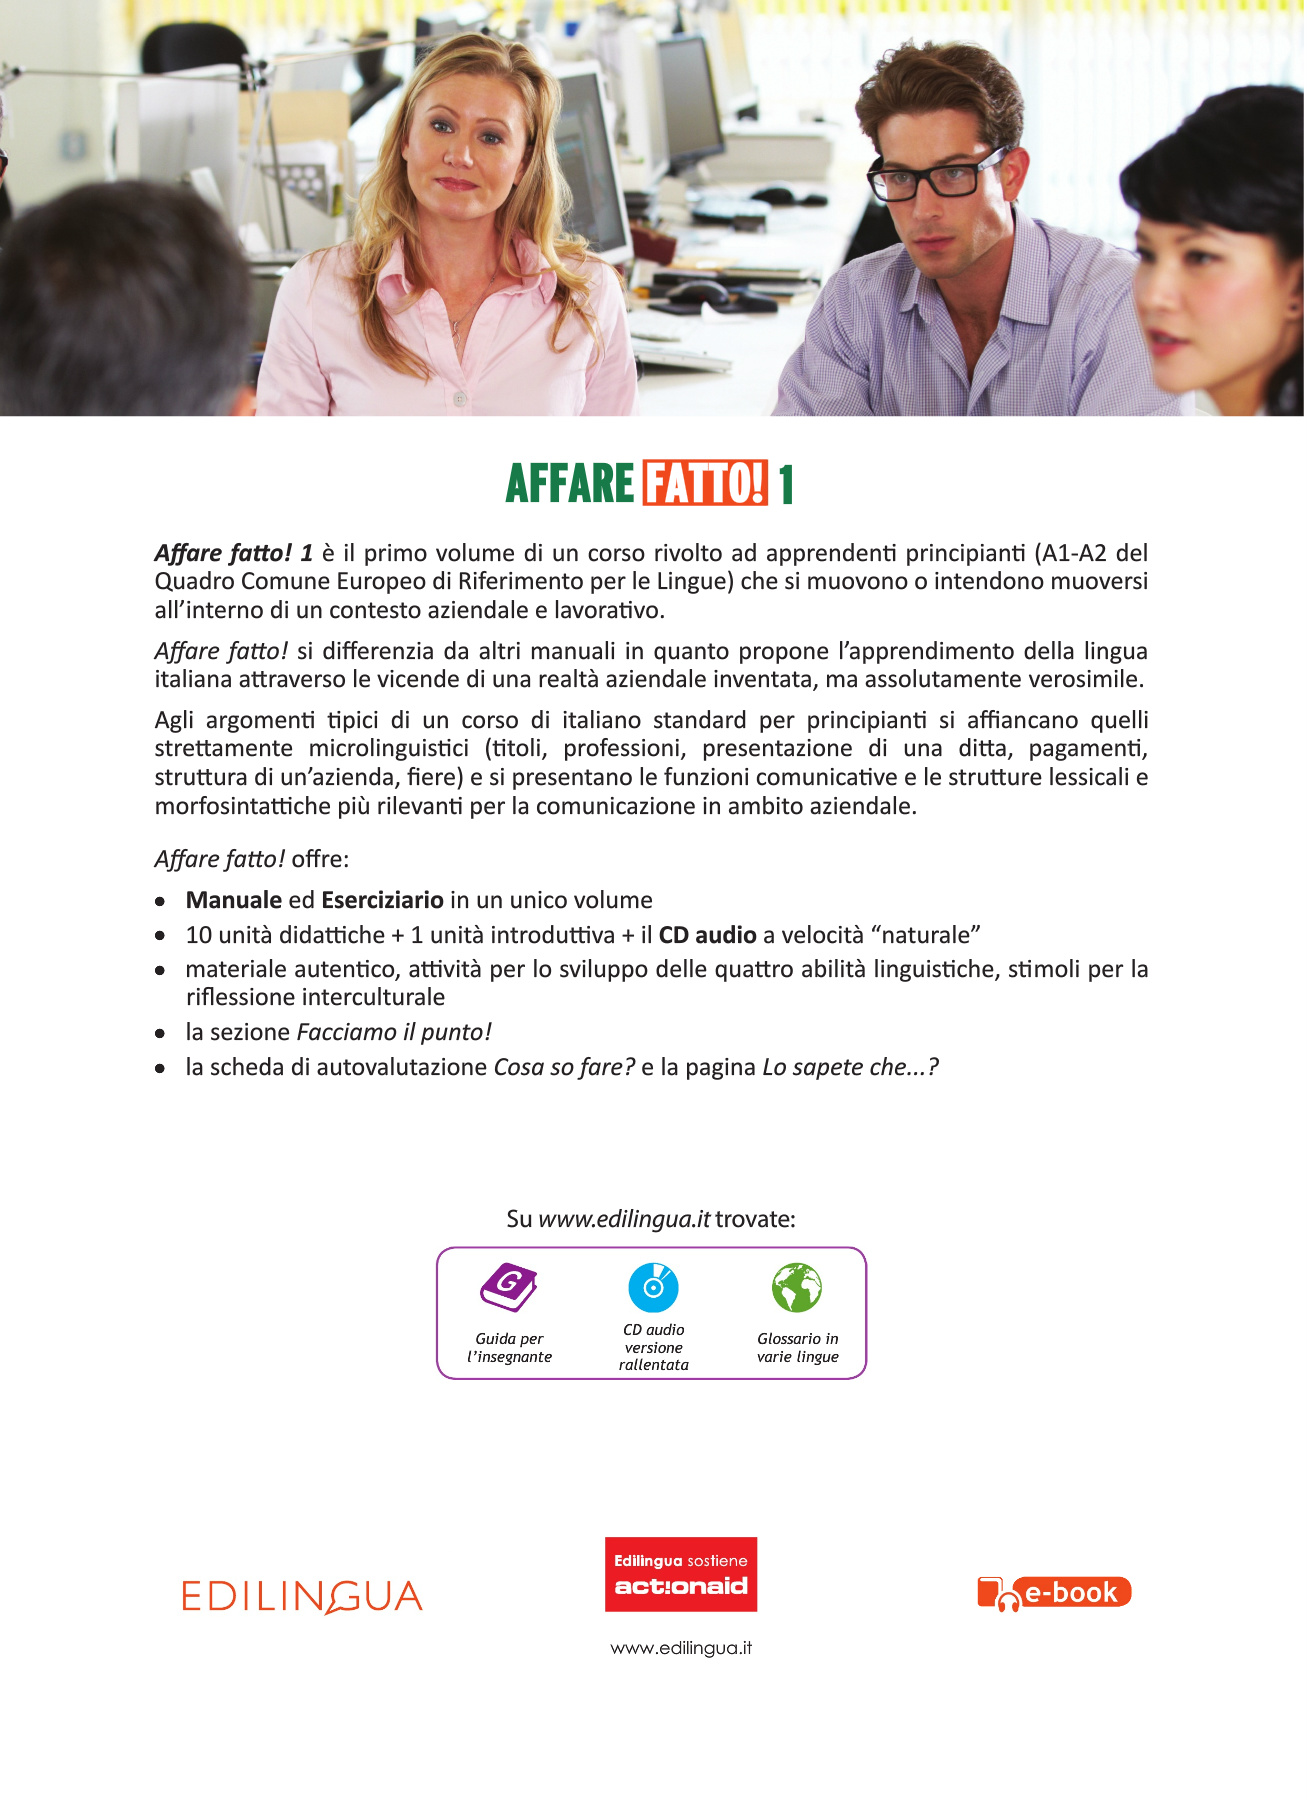 AFFARE FATTO! 1
Affare fatto! 1 è il primo volume di un corso rivolto ad apprendenti principianti (A1-A2 del
Quadro Comune Europeo di Riferimento per le Lingue) che si muovono o intendono muoversi
all’interno di un contesto aziendale e lavorativo.
Affare fatto! si differenzia da altri manuali in quanto propone l’apprendimento della lingua
italiana attraverso le vicende di una realtà aziendale inventata, ma assolutamente verosimile.
Agli argomenti tipici di un corso di italiano standard per principianti si affiancano quelli
strettamente microlinguistici (titoli, professioni, presentazione di una ditta, pagamenti,
struttura di un’azienda, fiere) e si presentano le funzioni comunicative e le strutture lessicali e
morfosintattiche più rilevanti per la comunicazione in ambito aziendale.
Affare fatto! offre:
• Manuale ed Eserciziario in un unico volume
• 10 unità didattiche + 1 unità introduttiva + il CD audio a velocità “naturale”
• materiale autentico, attività per lo sviluppo delle quattro abilità linguistiche, stimoli per la
riflessione interculturale
• la sezione Facciamo il punto!
• la scheda di autovalutazione Cosa so fare? e la pagina Lo sapete che...?
Su www.edilingua.it trovate:
G
Guida per
l’insegnante
CD audio
versione
rallentata
Glossario in
varie lingue
EDILINGUA
Edilingua sostiene
act!onaid
www.edilingua.it
e-book